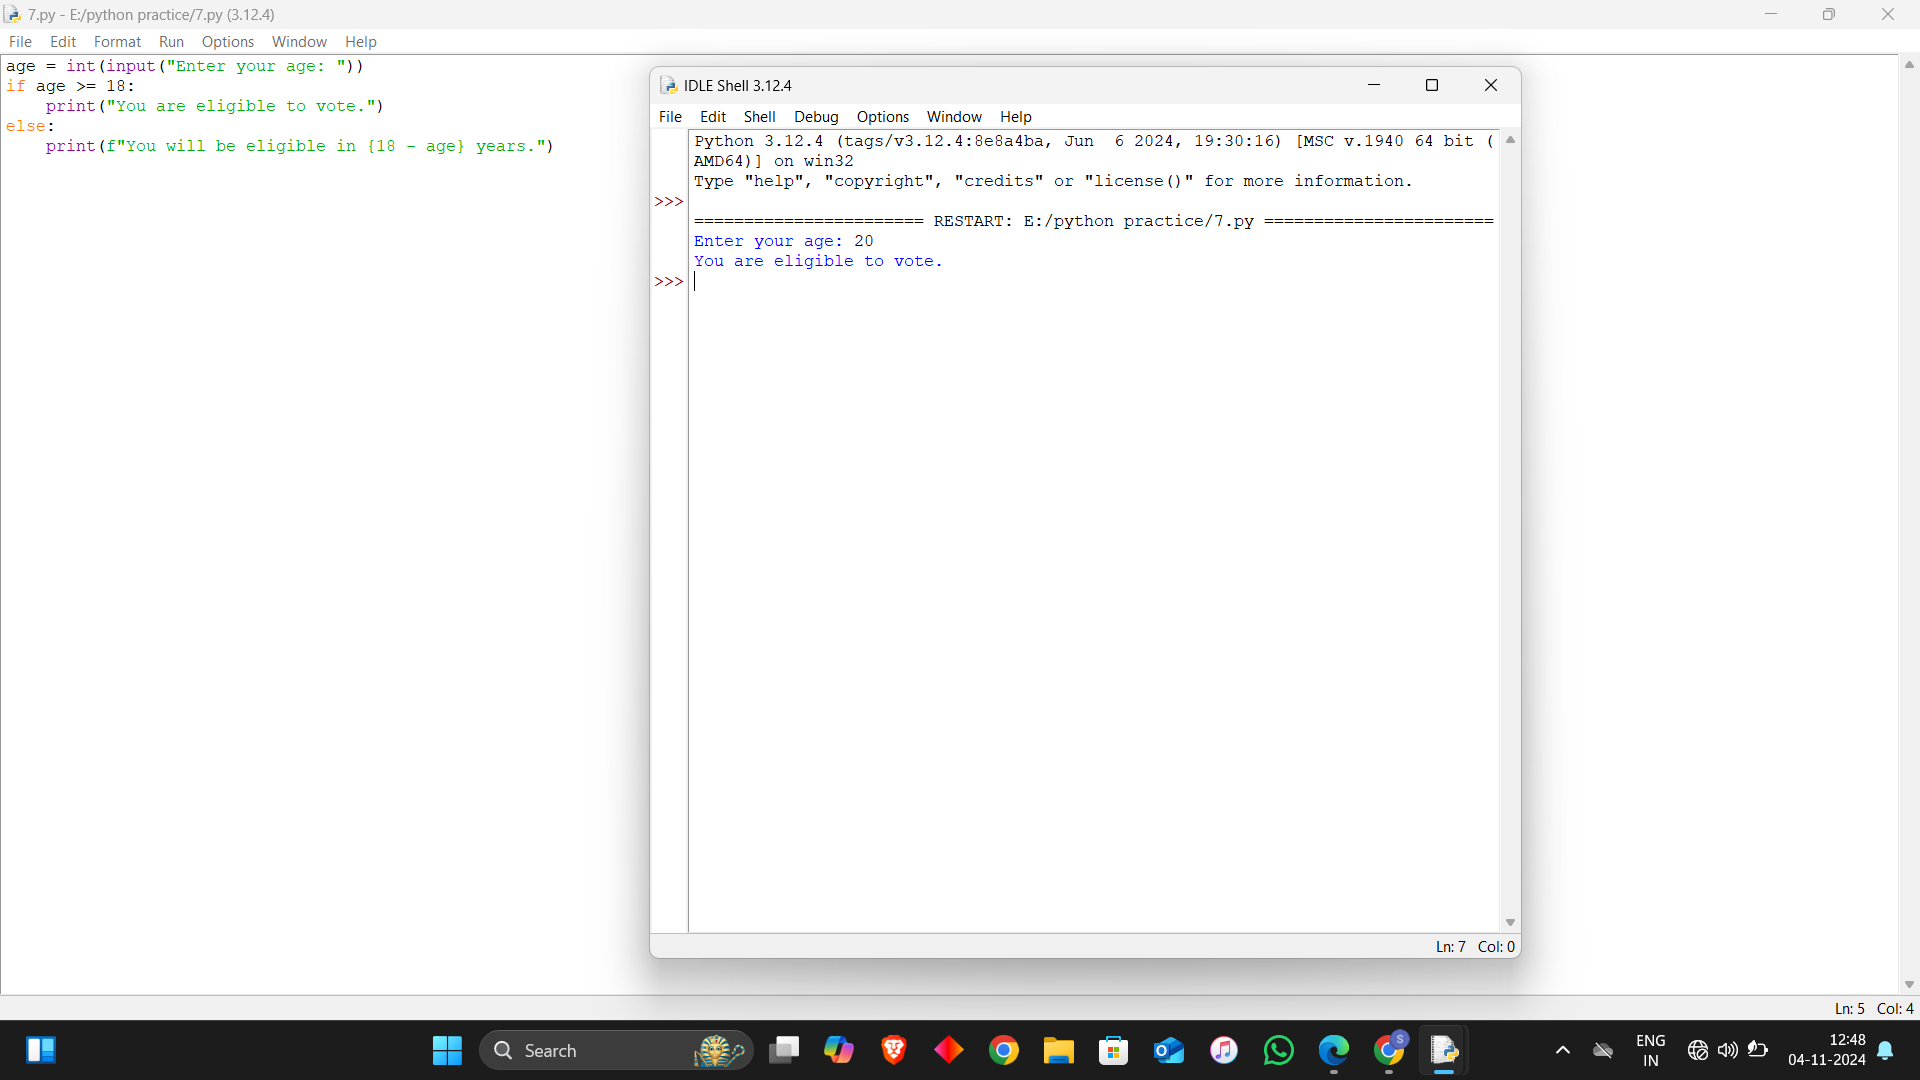 7.py - E:/python practice/7.py (3.12.4)
File Edit Format Run Options Window Help
age = int(input("Enter your age: "))
if age >= 18:
    print("You are eligible to vote.")
else:
    print(f"You will be eligible in {18 - age} years.")
IDLE Shell 3.12.4
File Edit Shell Debug Options Window Help
Python 3.12.4 (tags/v3.12.4:8e8a4ba, Jun  6 2024, 19:30:16) [MSC v.1940 64 bit (
AMD64)] on win32
Type "help", "copyright", "credits" or "license()" for more information.
>>>
======================= RESTART: E:/python practice/7.py =======================
Enter your age: 20
You are eligible to vote.
>>>
Ln: 7 Col: 0
Ln: 5 Col: 4
Search
S
ENG
IN
12:48
04-11-2024